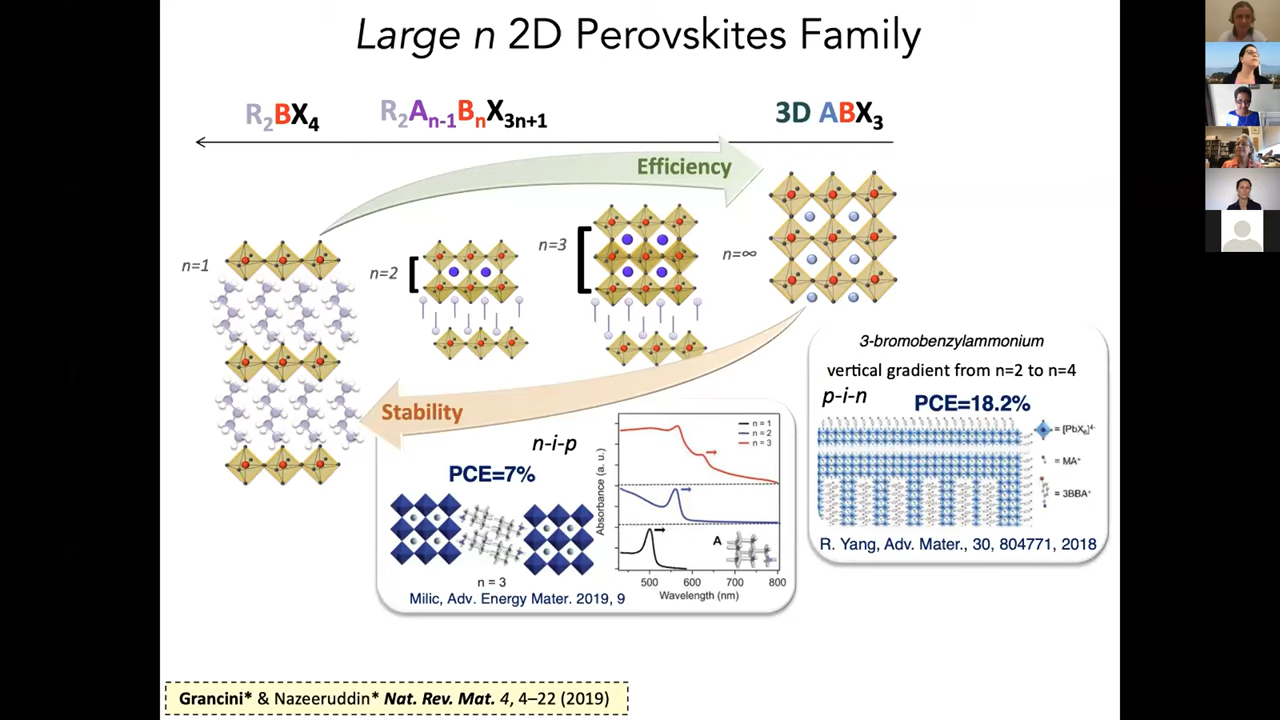 Large n 2D Perovskites Family
R₂BX₄
R₂Aₙ₋₁BₙX₃ₙ₊₁
3D ABX₃
Efficiency
n=1
n=2
n=3
n=∞
Stability
n-i-p
PCE=7%
n = 3
Absorbance (a. u.)
n = 1
n = 2
n = 3
A
500 600 700 800
Wavelength (nm)
Milic, Adv. Energy Mater. 2019, 9
3-bromobenzylammonium
vertical gradient from n=2 to n=4
p-i-n
PCE=18.2%
= [PbX₆]⁴⁻
= MA⁺
= 3BBA⁺
R. Yang, Adv. Mater., 30, 804771, 2018
Grancini* & Nazeeruddin* Nat. Rev. Mat. 4, 4–22 (2019)